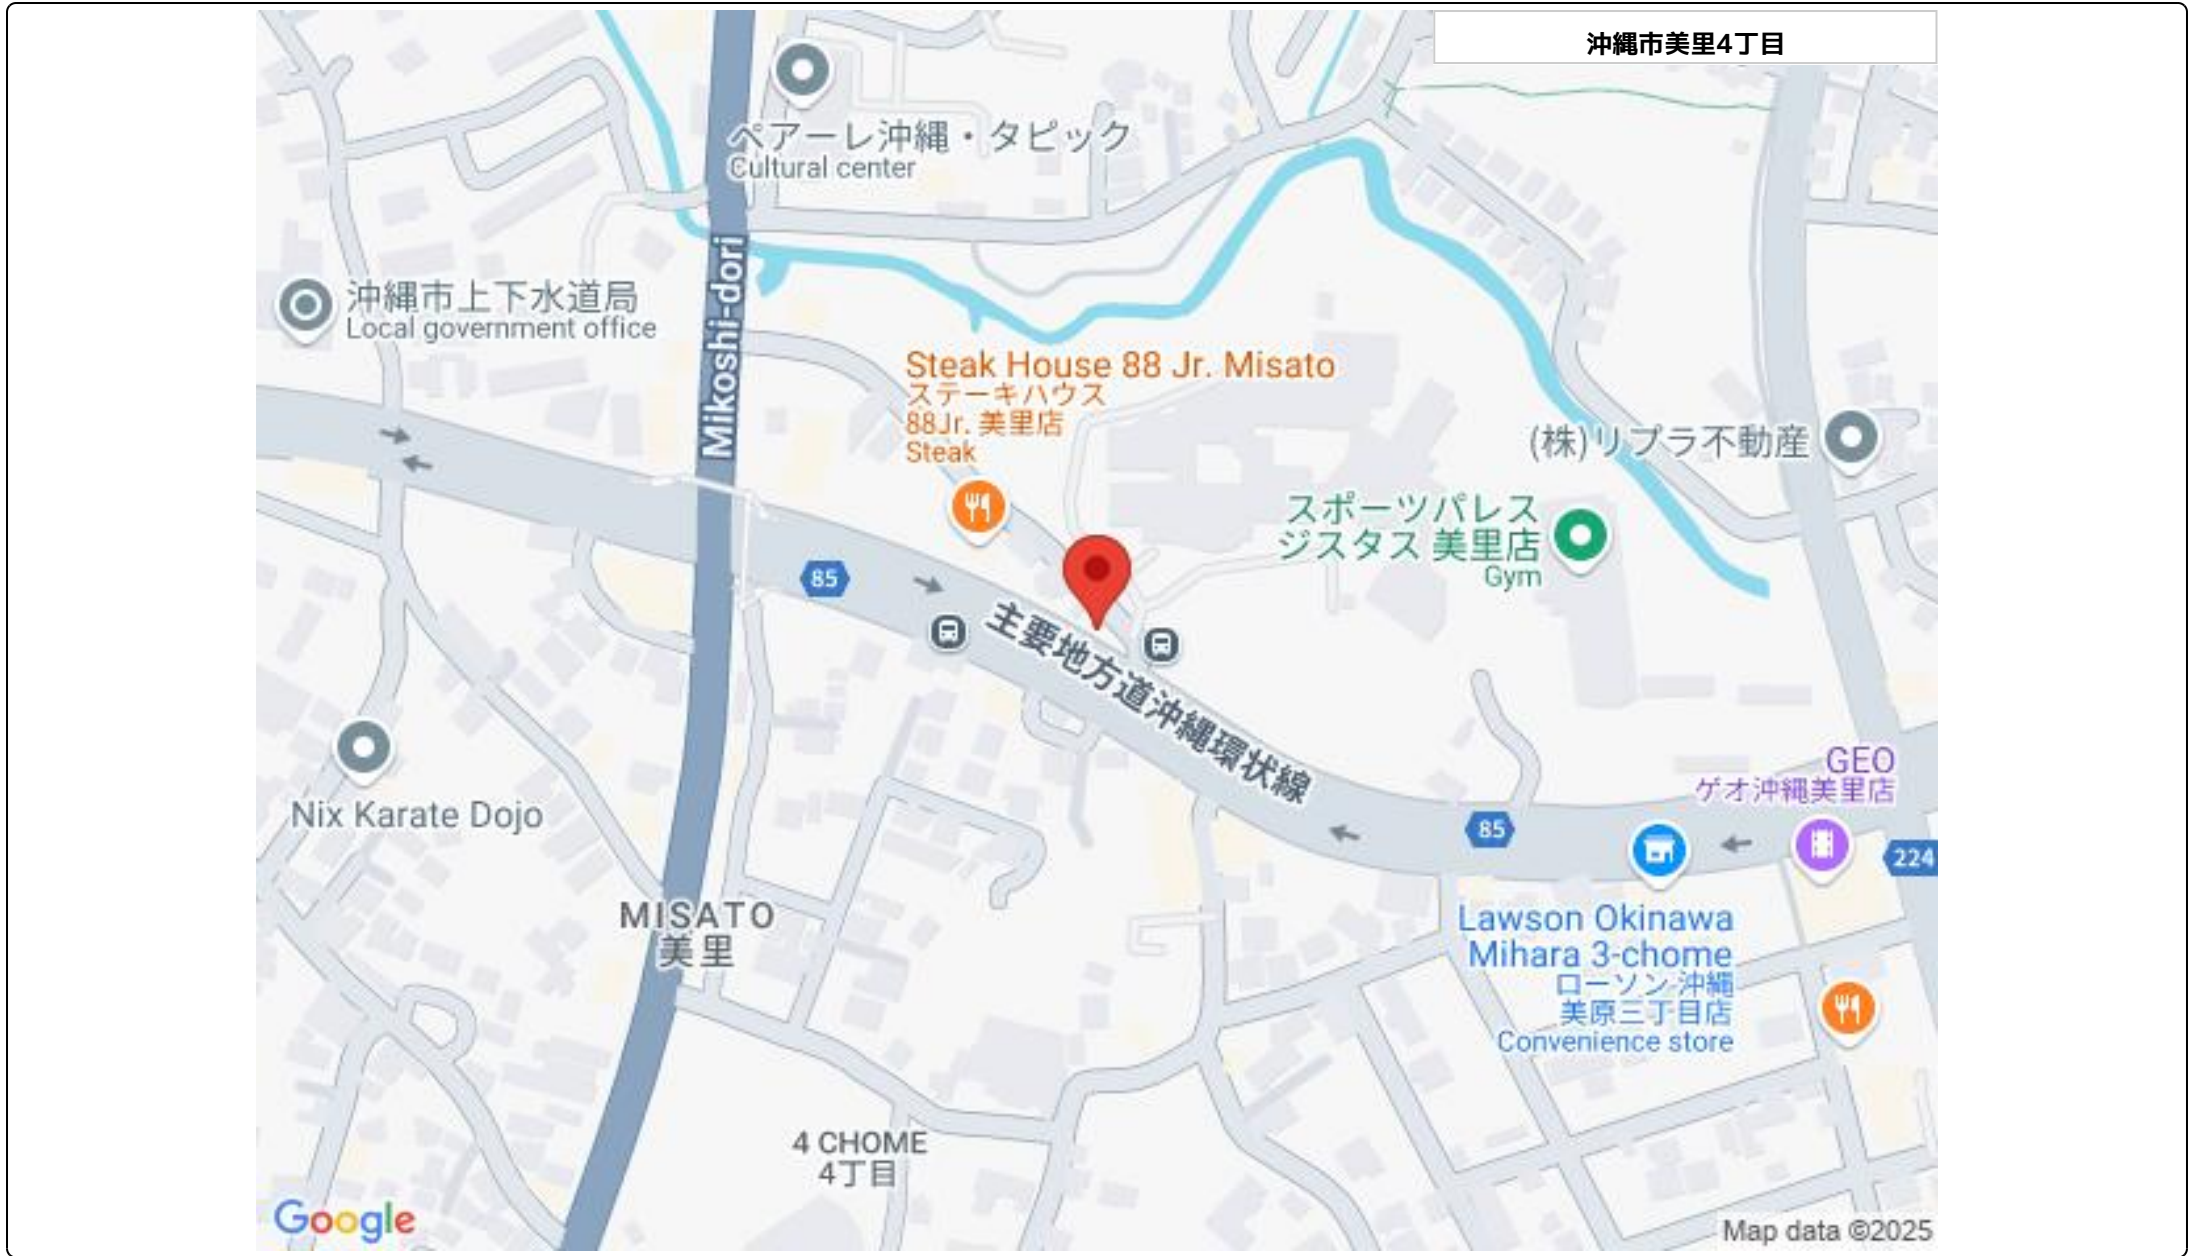 沖縄市美里4丁目
ペアーレ沖縄・タピック
Cultural center
Mikoshi-dori
沖縄市上下水道局
Local government office
Steak House 88 Jr. Misato
ステーキハウス
88Jr. 美里店
Steak
(株)リプラ不動産
スポーツパレス
ジスタス 美里店
Gym
85
主要地方道沖縄環状線
Nix Karate Dojo
GEO
ゲオ沖縄美里店
85
224
MISATO
美里
Lawson Okinawa
Mihara 3-chome
ローソン 沖縄
美原三丁目店
Convenience store
4 CHOME
4丁目
Google
Map data ©2025